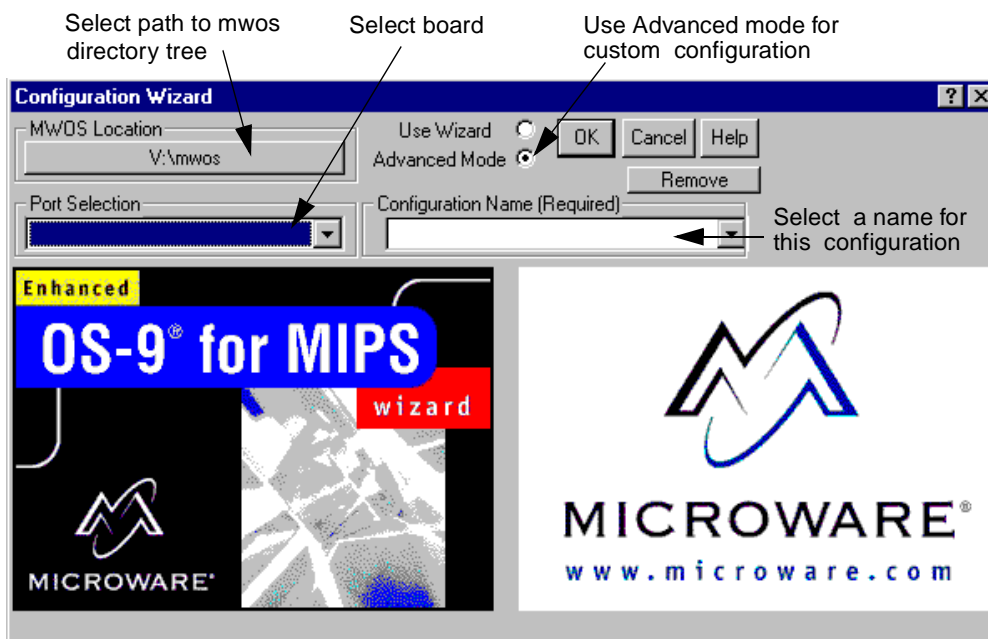 Select path to mwos
directory tree
Select board
Use Advanced mode for
custom configuration
Configuration Wizard
MWOS Location
V:\mwos
Use Wizard
Advanced Mode
OK
Cancel
Help
Remove
Port Selection
Configuration Name (Required)
Select a name for
this configuration
Enhanced
OS-9® for MIPS
wizard
MICROWARE®
MICROWARE®
www.microware.com